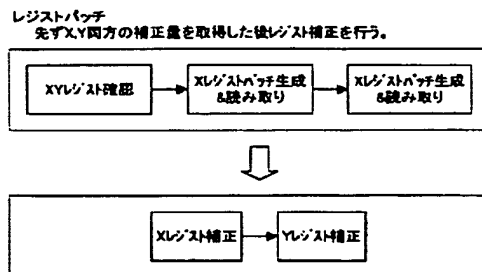 レジストパッチ
先ずX,Y両方の補正量を取得した後レジスト補正を行う。
XYレジスト確認
Xレジストパッチ生成
&読み取り
Xレジストパッチ生成
&読み取り
Xレジスト補正
Yレジスト補正